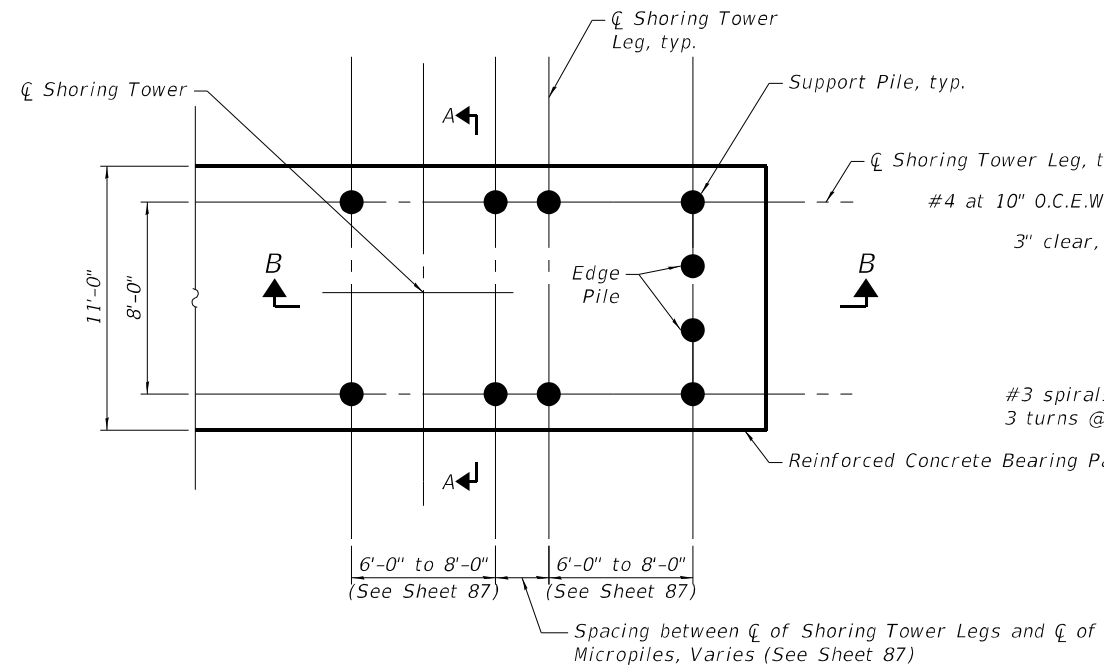 ℄ Shoring Tower
Leg, typ.
℄ Shoring Tower
Support Pile, typ.
A
℄ Shoring Tower Leg, t
#4 at 10" O.C.E.W
3" clear,
B
Edge
Pile
B
11'-0"
8'-0"
#3 spiral
3 turns @
Reinforced Concrete Bearing
A
6'-0" to 8'-0"
(See Sheet 87)
6'-0" to 8'-0"
(See Sheet 87)
Spacing between ℄ of Shoring Tower Legs and ℄ of
Micropiles, Varies (See Sheet 87)